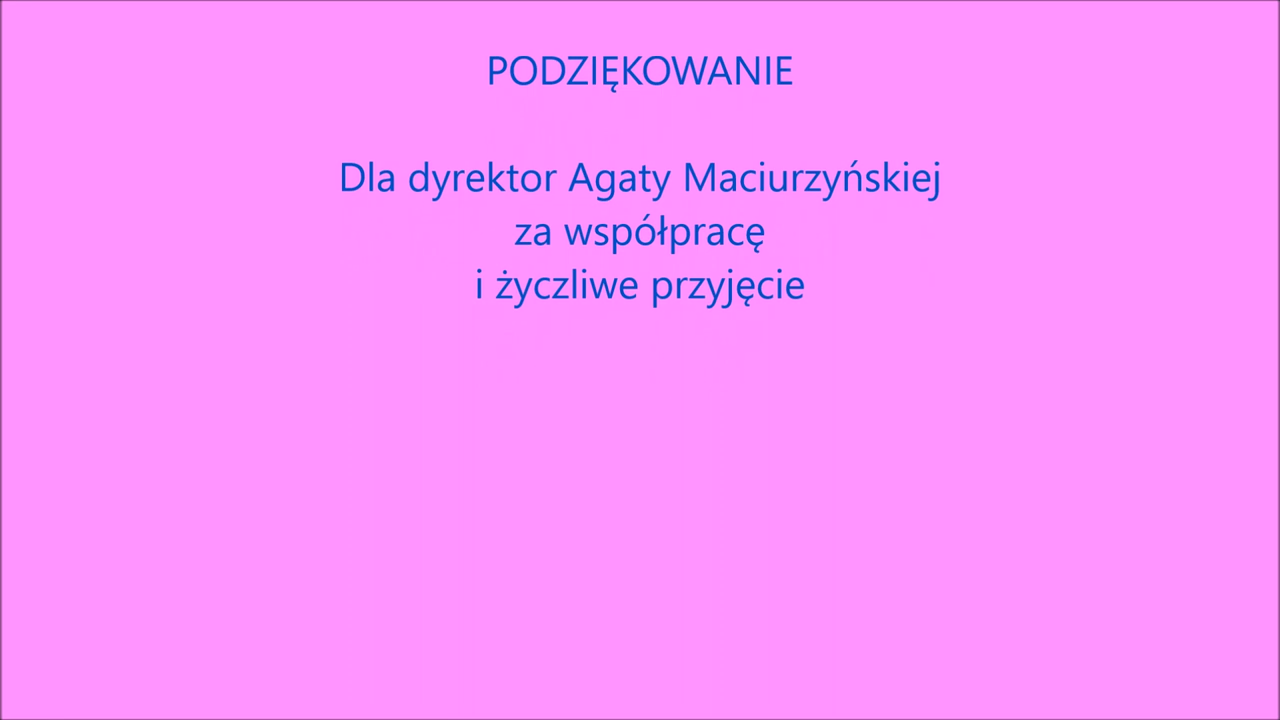 PODZIĘKOWANIE
Dla dyrektor Agaty Maciurzyńskiej
za współpracę
i życzliwe przyjęcie